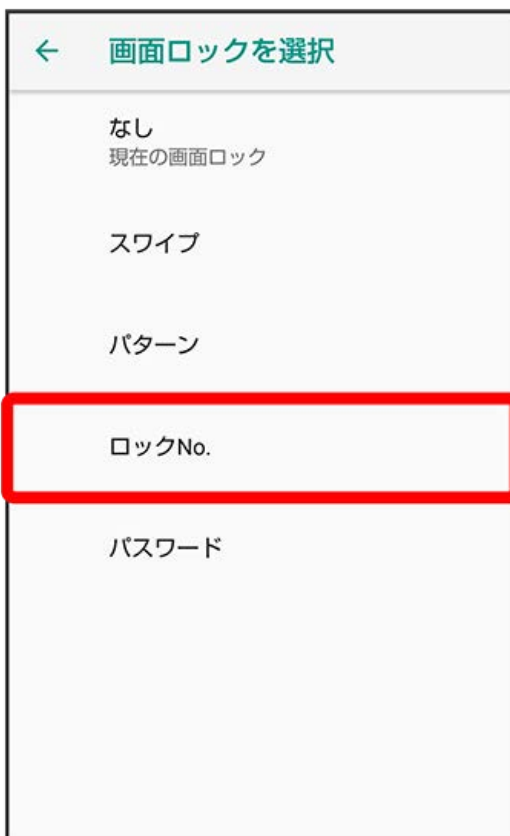 画面ロックを選択
なし
現在の画面ロック
スワイプ
パターン
ロックNo.
パスワード